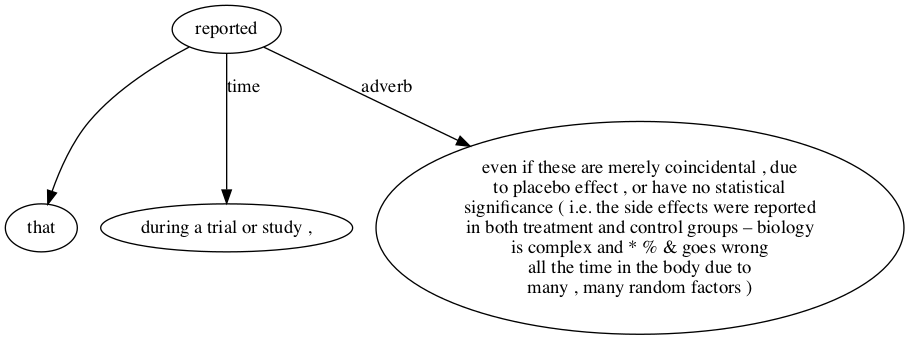 reported
time
adverb
that
during a trial or study ,
even if these are merely coincidental , due
to placebo effect , or have no statistical
significance ( i.e. the side effects were reported
in both treatment and control groups – biology
is complex and * % & goes wrong
all the time in the body due to
many , many random factors )